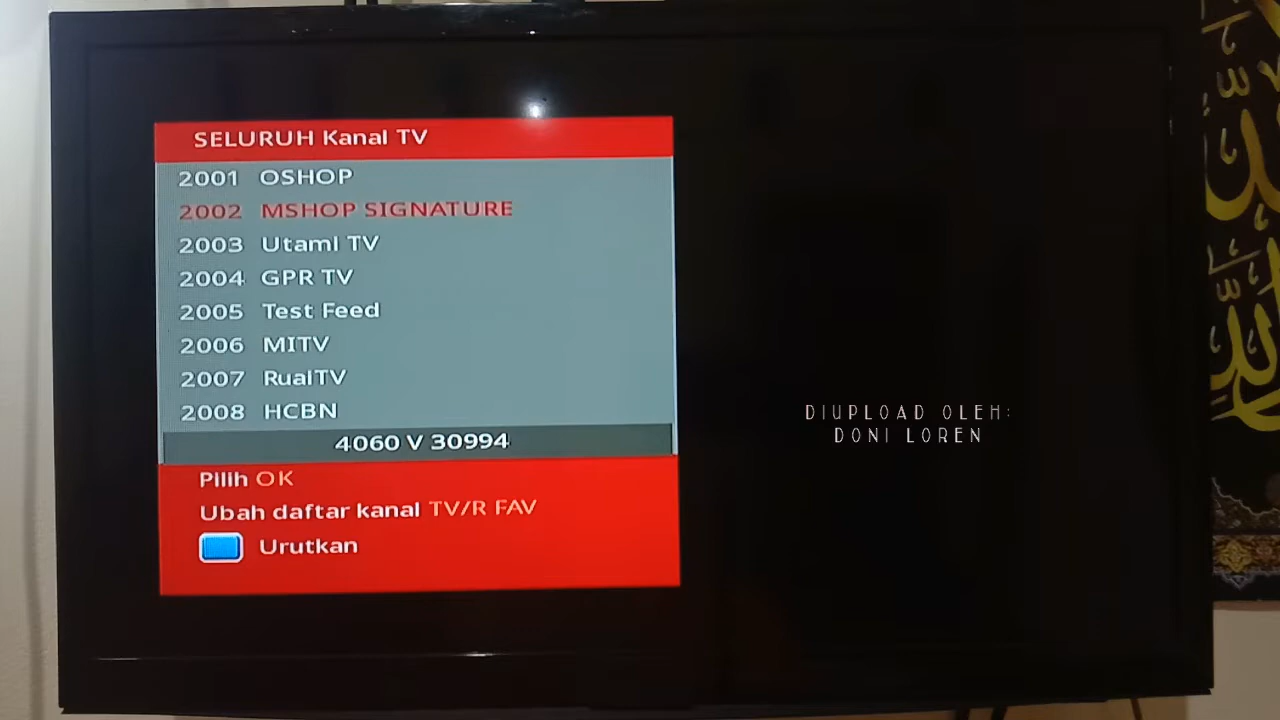 SELURUH Kanal TV
2001 OSHOP
2002 MSHOP SIGNATURE
2003 Utami TV
2004 GPR TV
2005 Test Feed
2006 MITV
2007 RuaiTV
2008 HCBN
4060 V 30994
Pilih OK
Ubah daftar kanal TV/R FAV
Urutkan
DIUPLOAD OLEH:
DONI LOREN